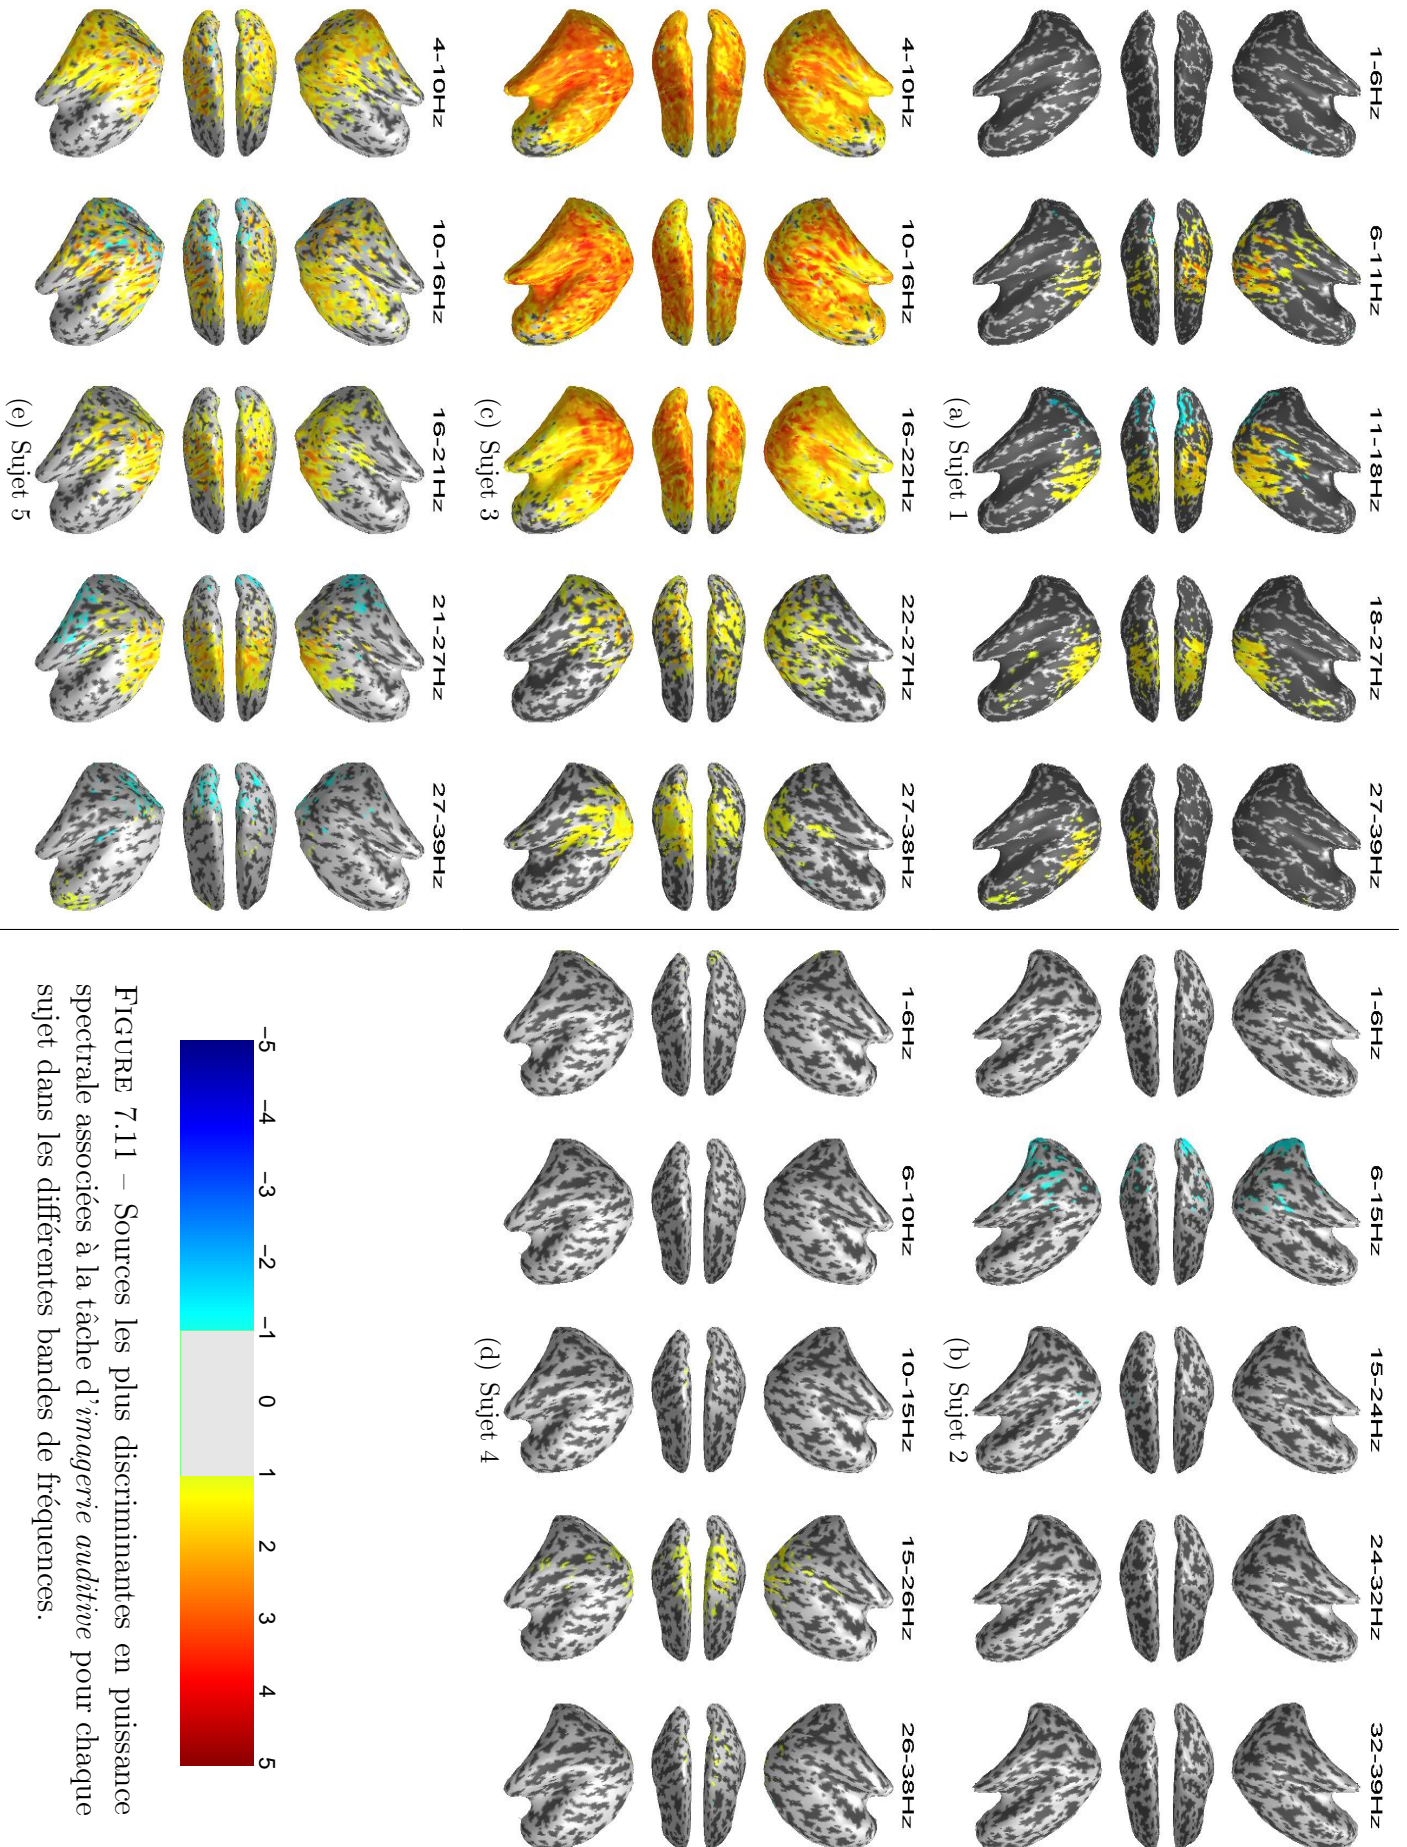 1-6Hz
6-11Hz
11-18Hz
18-27Hz
27-39Hz
(a) Sujet 1
1-6Hz
6-15Hz
15-24Hz
24-32Hz
32-39Hz
(b) Sujet 2
4-10Hz
10-16Hz
16-22Hz
22-27Hz
27-38Hz
(c) Sujet 3
1-6Hz
6-10Hz
10-15Hz
15-26Hz
26-38Hz
(d) Sujet 4
4-10Hz
10-16Hz
16-21Hz
21-27Hz
27-39Hz
(e) Sujet 5
−5 −4 −3 −2 −1 0 1 2 3 4 5
FIGURE 7.11 – Sources les plus discriminantes en puissance
spectrale associées à la tâche d'imagerie auditive pour chaque
sujet dans les différentes bandes de fréquences.